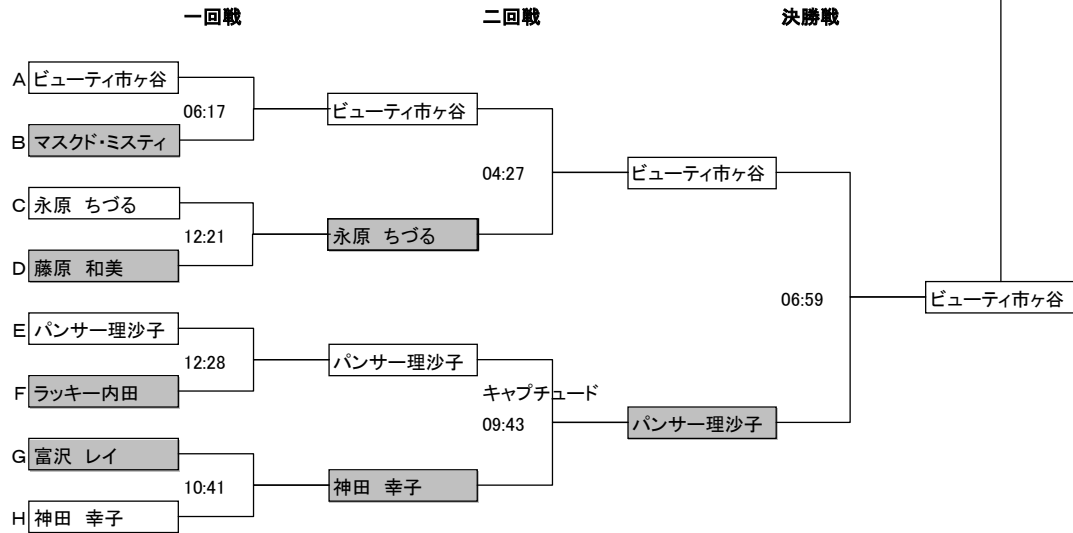 一回戦 二回戦 決勝戦
A ビューティ市ヶ谷
06:17 ビューティ市ヶ谷
B マスクド・ミスティ
04:27 ビューティ市ヶ谷
C 永原 ちづる
12:21 永原 ちづる
D 藤原 和美
06:59 ビューティ市ヶ谷
E パンサー理沙子
12:28 パンサー理沙子
F ラッキー内田 キャプチュード
09:43 パンサー理沙子
G 富沢 レイ
10:41 神田 幸子
H 神田 幸子